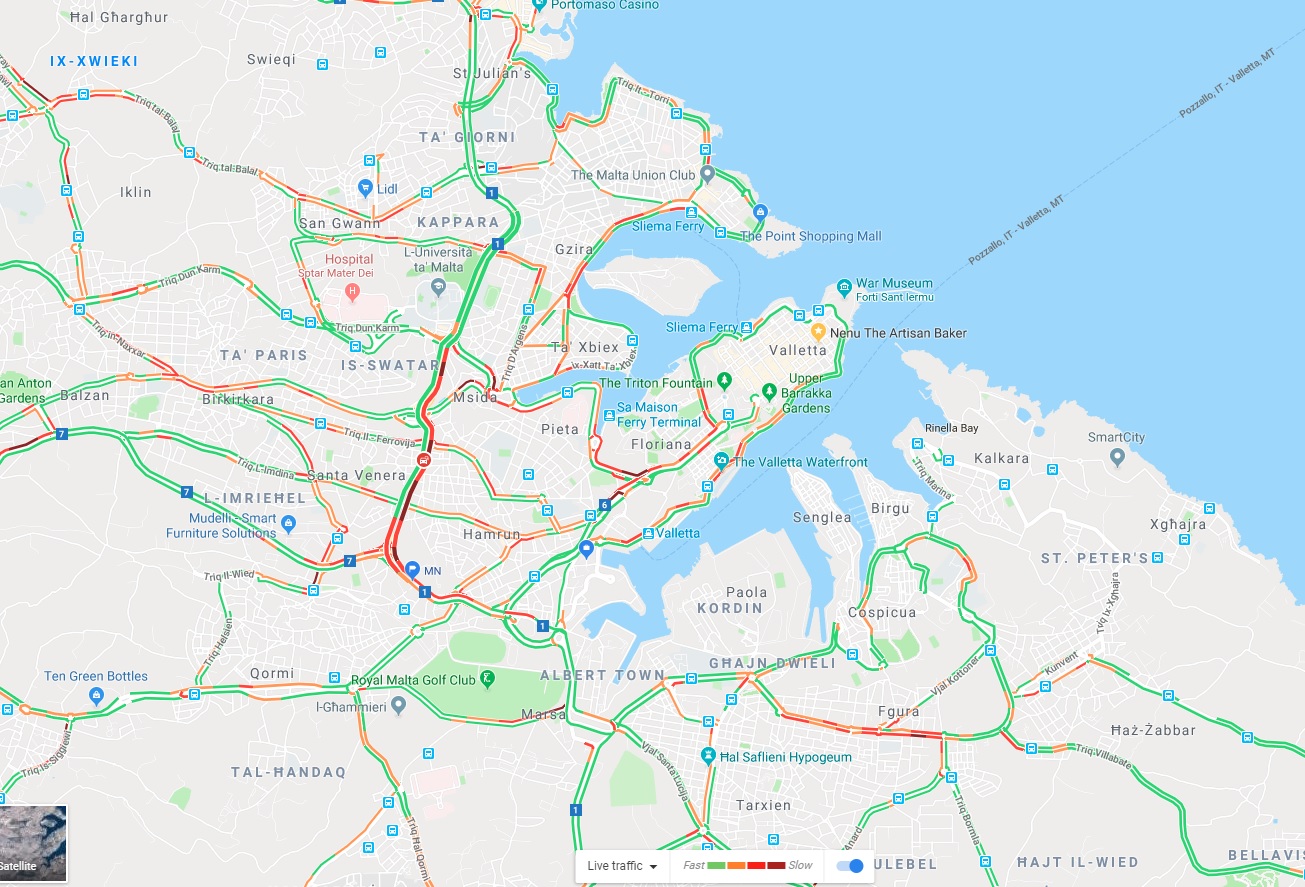 Portomaso Casino
Ħal Għargħur
IX-XWIEKI
Swieqi
St Julian's
Pozzallo, IT - Valletta, MT
Triq It - Torri
Triq tal-Balal
TA' GIORNI
Triq tal-Balal
The Malta Union Club
Iklin
Lidl
1
San Gwann
KAPPARA
Sliema Ferry
The Point Shopping Mall
Pozzallo, IT - Valletta, MT
1
Gzira
L-Università
ta' Malta
Hospital
Sptar Mater Dei
H
Triq Dun Karm
War Museum
Forti Sant'Iermu
Triq Dun Karm
Sliema Ferry
Nenu The Artisan Baker
Triq in-Naxxar
TA' PARIS
IS-SWATAR
Triq D'Argens
Ta' Xbiex
Ix-Xatt Ta' Xbiex
Valletta
an Anton
Gardens
Balzan
Birkirkara
Msida
The Triton Fountain
Upper
Barrakka
Gardens
Sa Maison
Ferry Terminal
Pieta
Floriana
Rinella Bay
SmartCity
7
Triq Il - Ferrovija
Triq L-Imdina
Santa Venera
The Valletta Waterfront
Kalkara
Triq Marina
7
L-IMRIEĦEL
6
Mudelli - Smart
Furniture Solutions
Senglea
Birgu
Xgħajra
Hamrun
Valletta
7
ST. PETER'S
Triq Il-Wied
MN
1
Paola
KORDIN
Cospicua
Triq Ix-Xgħajra
Triq Helsien
1
Qormi
Ten Green Bottles
Royal Malta Golf Club
ALBERT TOWN
GĦAJN DWIELI
Kunvent
Vjal Kottoner
I-Għammieri
Marsa
Fgura
Ħaż-Żabbar
Triq Is-Siġġiewi
Vjal Santa Luċija
Ħal Saflieni Hypogeum
Triq Villabate
TAL-ĦANDAQ
1
Tarxien
Triq Bormla
Triq Ħal Qormi
Satellite
Live traffic
Fast
Slow
ULEBEL
ĦAJT IL-WIED
BELLAVIS